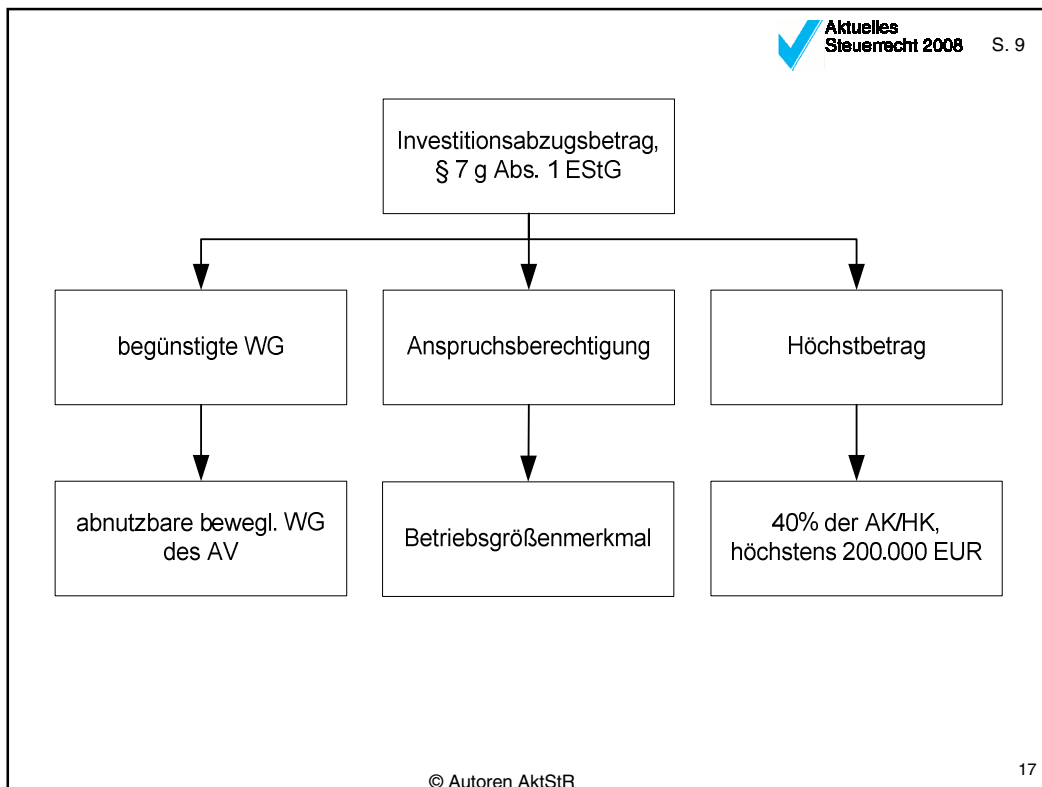 Aktuelles
Steuerrecht 2008 S. 9
Investitionsabzugsbetrag,
§ 7 g Abs. 1 EStG
begünstigte WG
Anspruchsberechtigung
Höchstbetrag
abnutzbare bewegl. WG
des AV
Betriebsgrößenmerkmal
40% der AK/HK,
höchstens 200.000 EUR
© Autoren AktStR
17